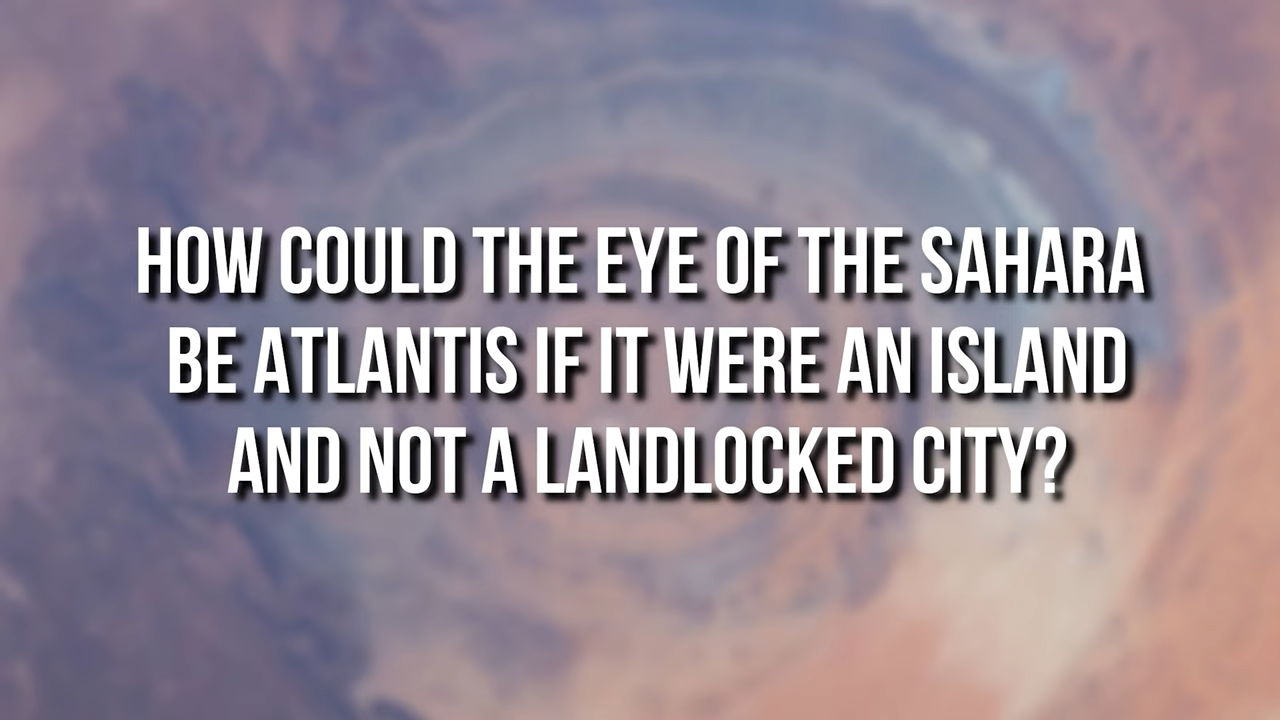 HOW COULD THE EYE OF THE SAHARA
BE ATLANTIS IF IT WERE AN ISLAND
AND NOT A LANDLOCKED CITY?